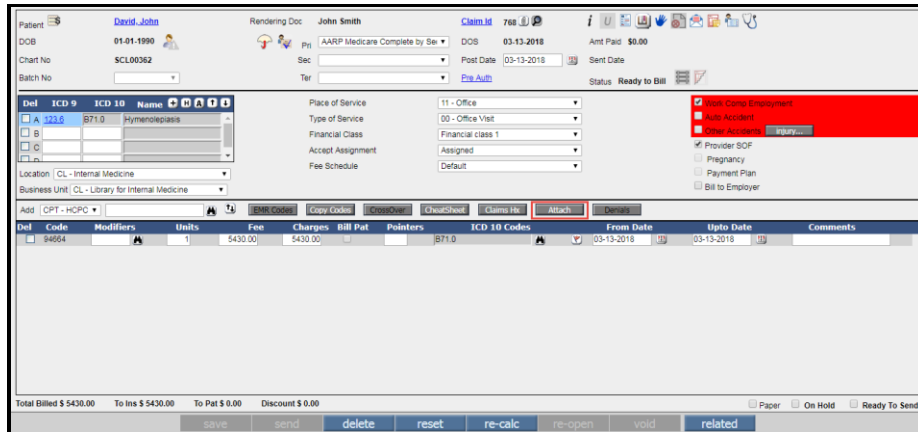 Patient David, John Rendering Doc John Smith Claim Id 768 i U
DOB 01-01-1990 Pri AARP Medicare Complete by Se DOS 03-13-2018 Amt Paid $0.00
Chart No SCL00362 Sec Post Date 03-13-2018 Sent Date
Batch No Ter Pre Auth Status Ready to Bill
Del ICD 9 ICD 10 Name H A
A 123.6 B71.0 Hymenolepiasis
B
C
D
Location CL - Internal Medicine
Business Unit CL - Library for Internal Medicine
Place of Service 11 - Office
Type of Service 00 - Office Visit
Financial Class Financial class 1
Accept Assignment Assigned
Fee Schedule Default
Work Comp Employment
Auto Accident
Other Accidents Injury...
Provider SOF
Pregnancy
Payment Plan
Bill to Employer
Add CPT - HCPC EMR Codes Copy Codes CrossOver CheatSheet Claims Hx Attach Denials
Del Code Modifiers Units Fee Charges Bill Pat Pointers ICD 10 Codes From Date Upto Date Comments
94664 1 5430.00 5430.00 B71.0 03-13-2018 03-13-2018
Total Billed $ 5430.00 To Ins $ 5430.00 To Pat $ 0.00 Discount $ 0.00 Paper On Hold Ready To Send
save send delete reset re-calc re-open void related